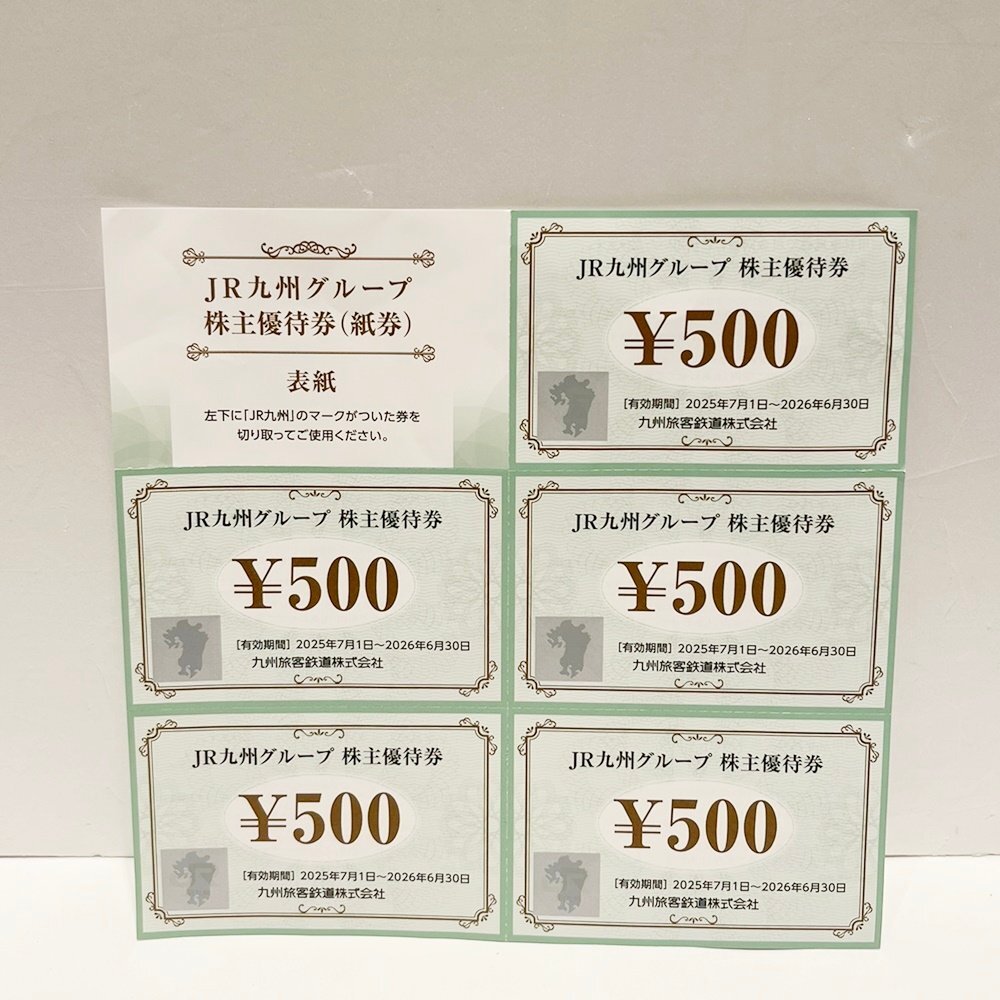 JR九州グループ
株主優待券(紙券)
表紙
左下に「JR九州」のマークがついた券を
切り取ってご使用ください。
JR九州グループ 株主優待券
¥500
[有効期間] 2025年7月1日〜2026年6月30日
九州旅客鉄道株式会社
JR九州グループ 株主優待券
¥500
[有効期間] 2025年7月1日〜2026年6月30日
九州旅客鉄道株式会社
JR九州グループ 株主優待券
¥500
[有効期間] 2025年7月1日〜2026年6月30日
九州旅客鉄道株式会社
JR九州グループ 株主優待券
¥500
[有効期間] 2025年7月1日〜2026年6月30日
九州旅客鉄道株式会社
JR九州グループ 株主優待券
¥500
[有効期間] 2025年7月1日〜2026年6月30日
九州旅客鉄道株式会社